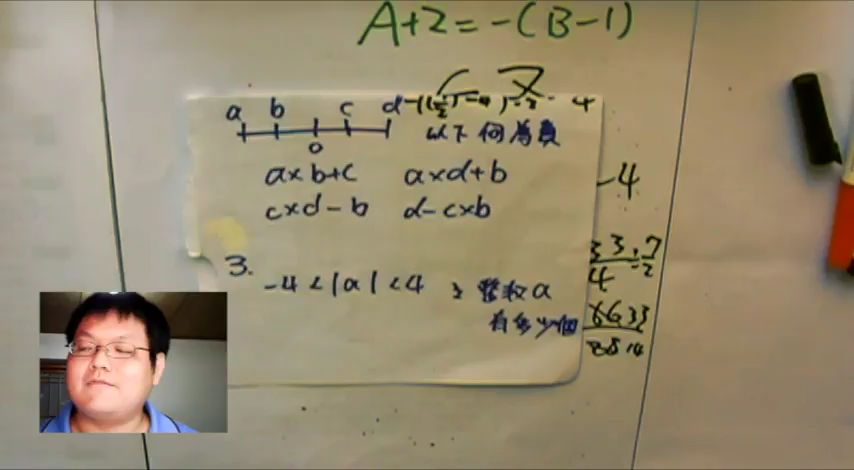 A+2=-(B-1)
a b c d
0
以下何為負
a×b+c a×d+b
c×d-b d-c×b
-4
3.
-4<|a|<4 之整數a
有多少個